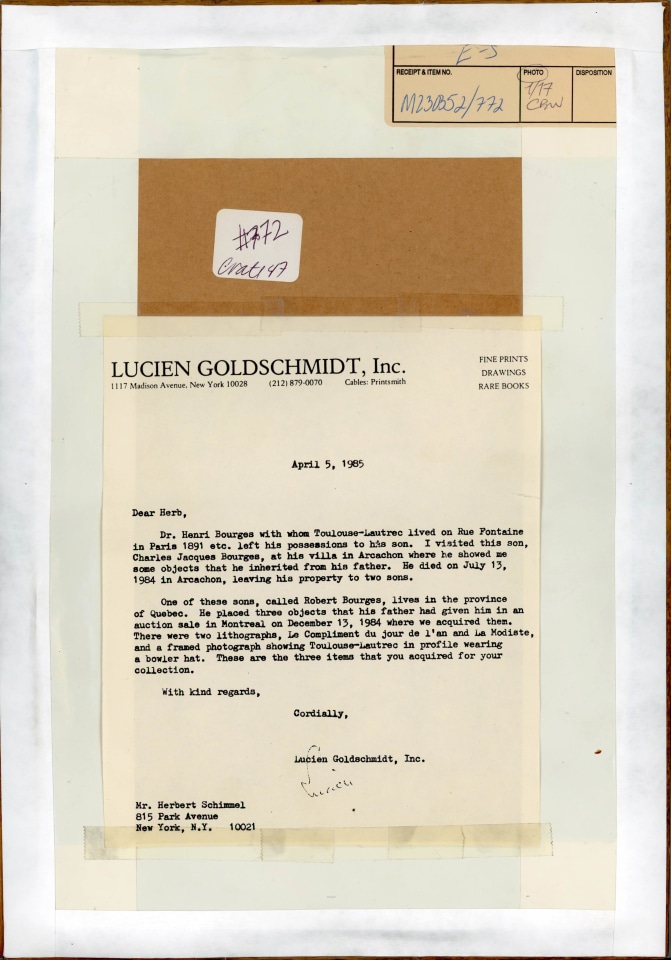 E-5
RECEIPT & ITEM NO.
PHOTO
DISPOSITION
M230352/772
1/17
CBW
#772
Crate 47
LUCIEN GOLDSCHMIDT, Inc.
1117 Madison Avenue, New York 10028 (212) 879-0070 Cables: Printsmith
FINE PRINTS
DRAWINGS
RARE BOOKS
April 5, 1985
Dear Herb,
Dr. Henri Bourges with whom Toulouse-Lautrec lived on Rue Fontaine
in Paris 1891 etc. left his possessions to his son. I visited this son,
Charles Jacques Bourges, at his villa in Arcachon where he showed me
some objects that he inherited from his father. He died on July 13,
1984 in Arcachon, leaving his property to two sons.
One of these sons, called Robert Bourges, lives in the province
of Quebec. He placed three objects that his father had given him in an
auction sale in Montreal on December 13, 1984 where we acquired them.
There were two lithographs, Le Compliment du jour de l'an and La Modiste,
and a framed photograph showing Toulouse-Lautrec in profile wearing
a bowler hat. These are the three items that you acquired for your
collection.
With kind regards,
Cordially,
Lucien Goldschmidt, Inc.
Lucien
Mr. Herbert Schimmel
815 Park Avenue
New York, N.Y. 10021